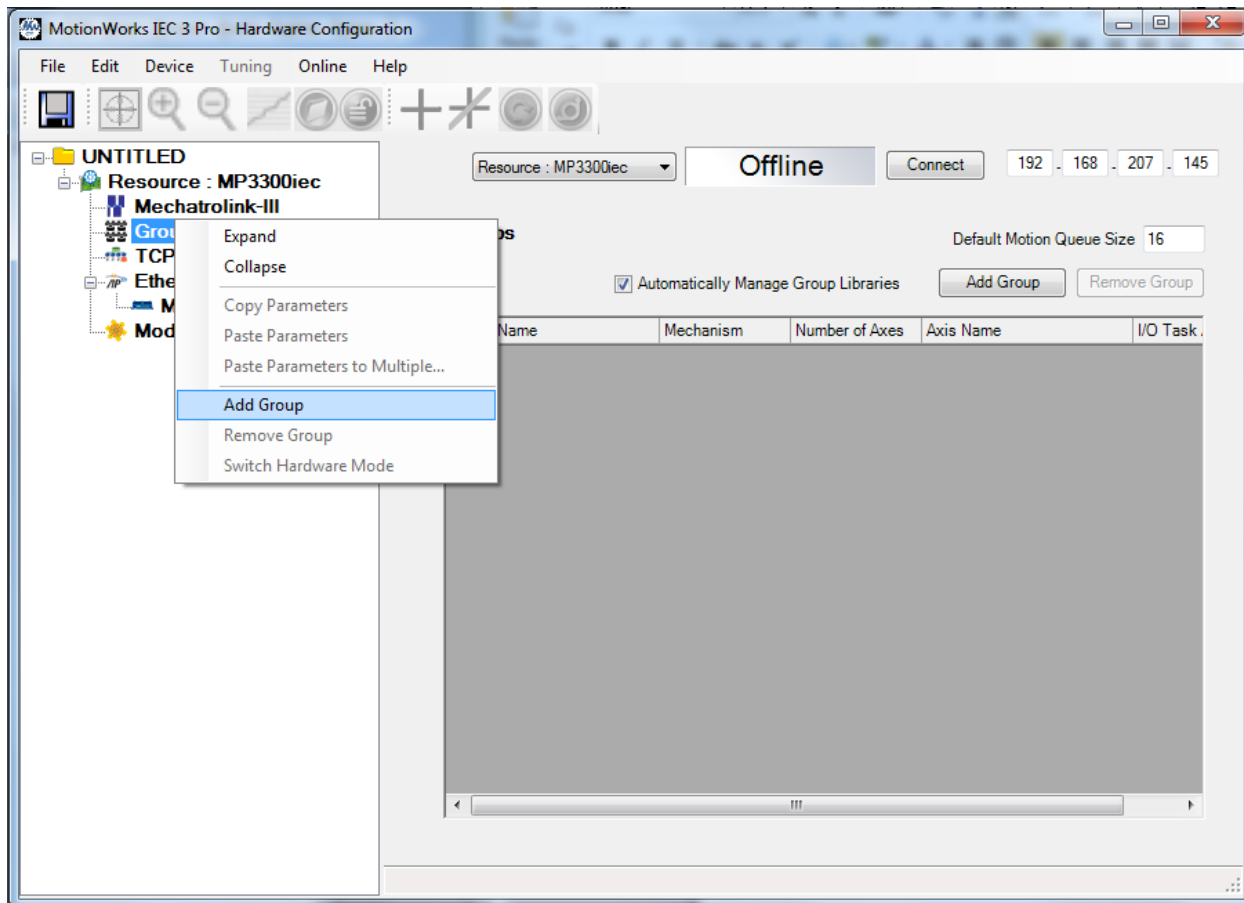 MotionWorks IEC 3 Pro - Hardware Configuration
File Edit Device Tuning Online Help
UNTITLED
Resource : MP3300iec
Mechatrolink-III
Grou
TCP
Ethe
M
Mod
Expand
Collapse
Copy Parameters
Paste Parameters
Paste Parameters to Multiple...
Add Group
Remove Group
Switch Hardware Mode
Resource : MP3300iec Offline Connect 192 . 168 . 207 . 145
ps
Default Motion Queue Size 16
Automatically Manage Group Libraries Add Group Remove Group
Name Mechanism Number of Axes Axis Name I/O Task